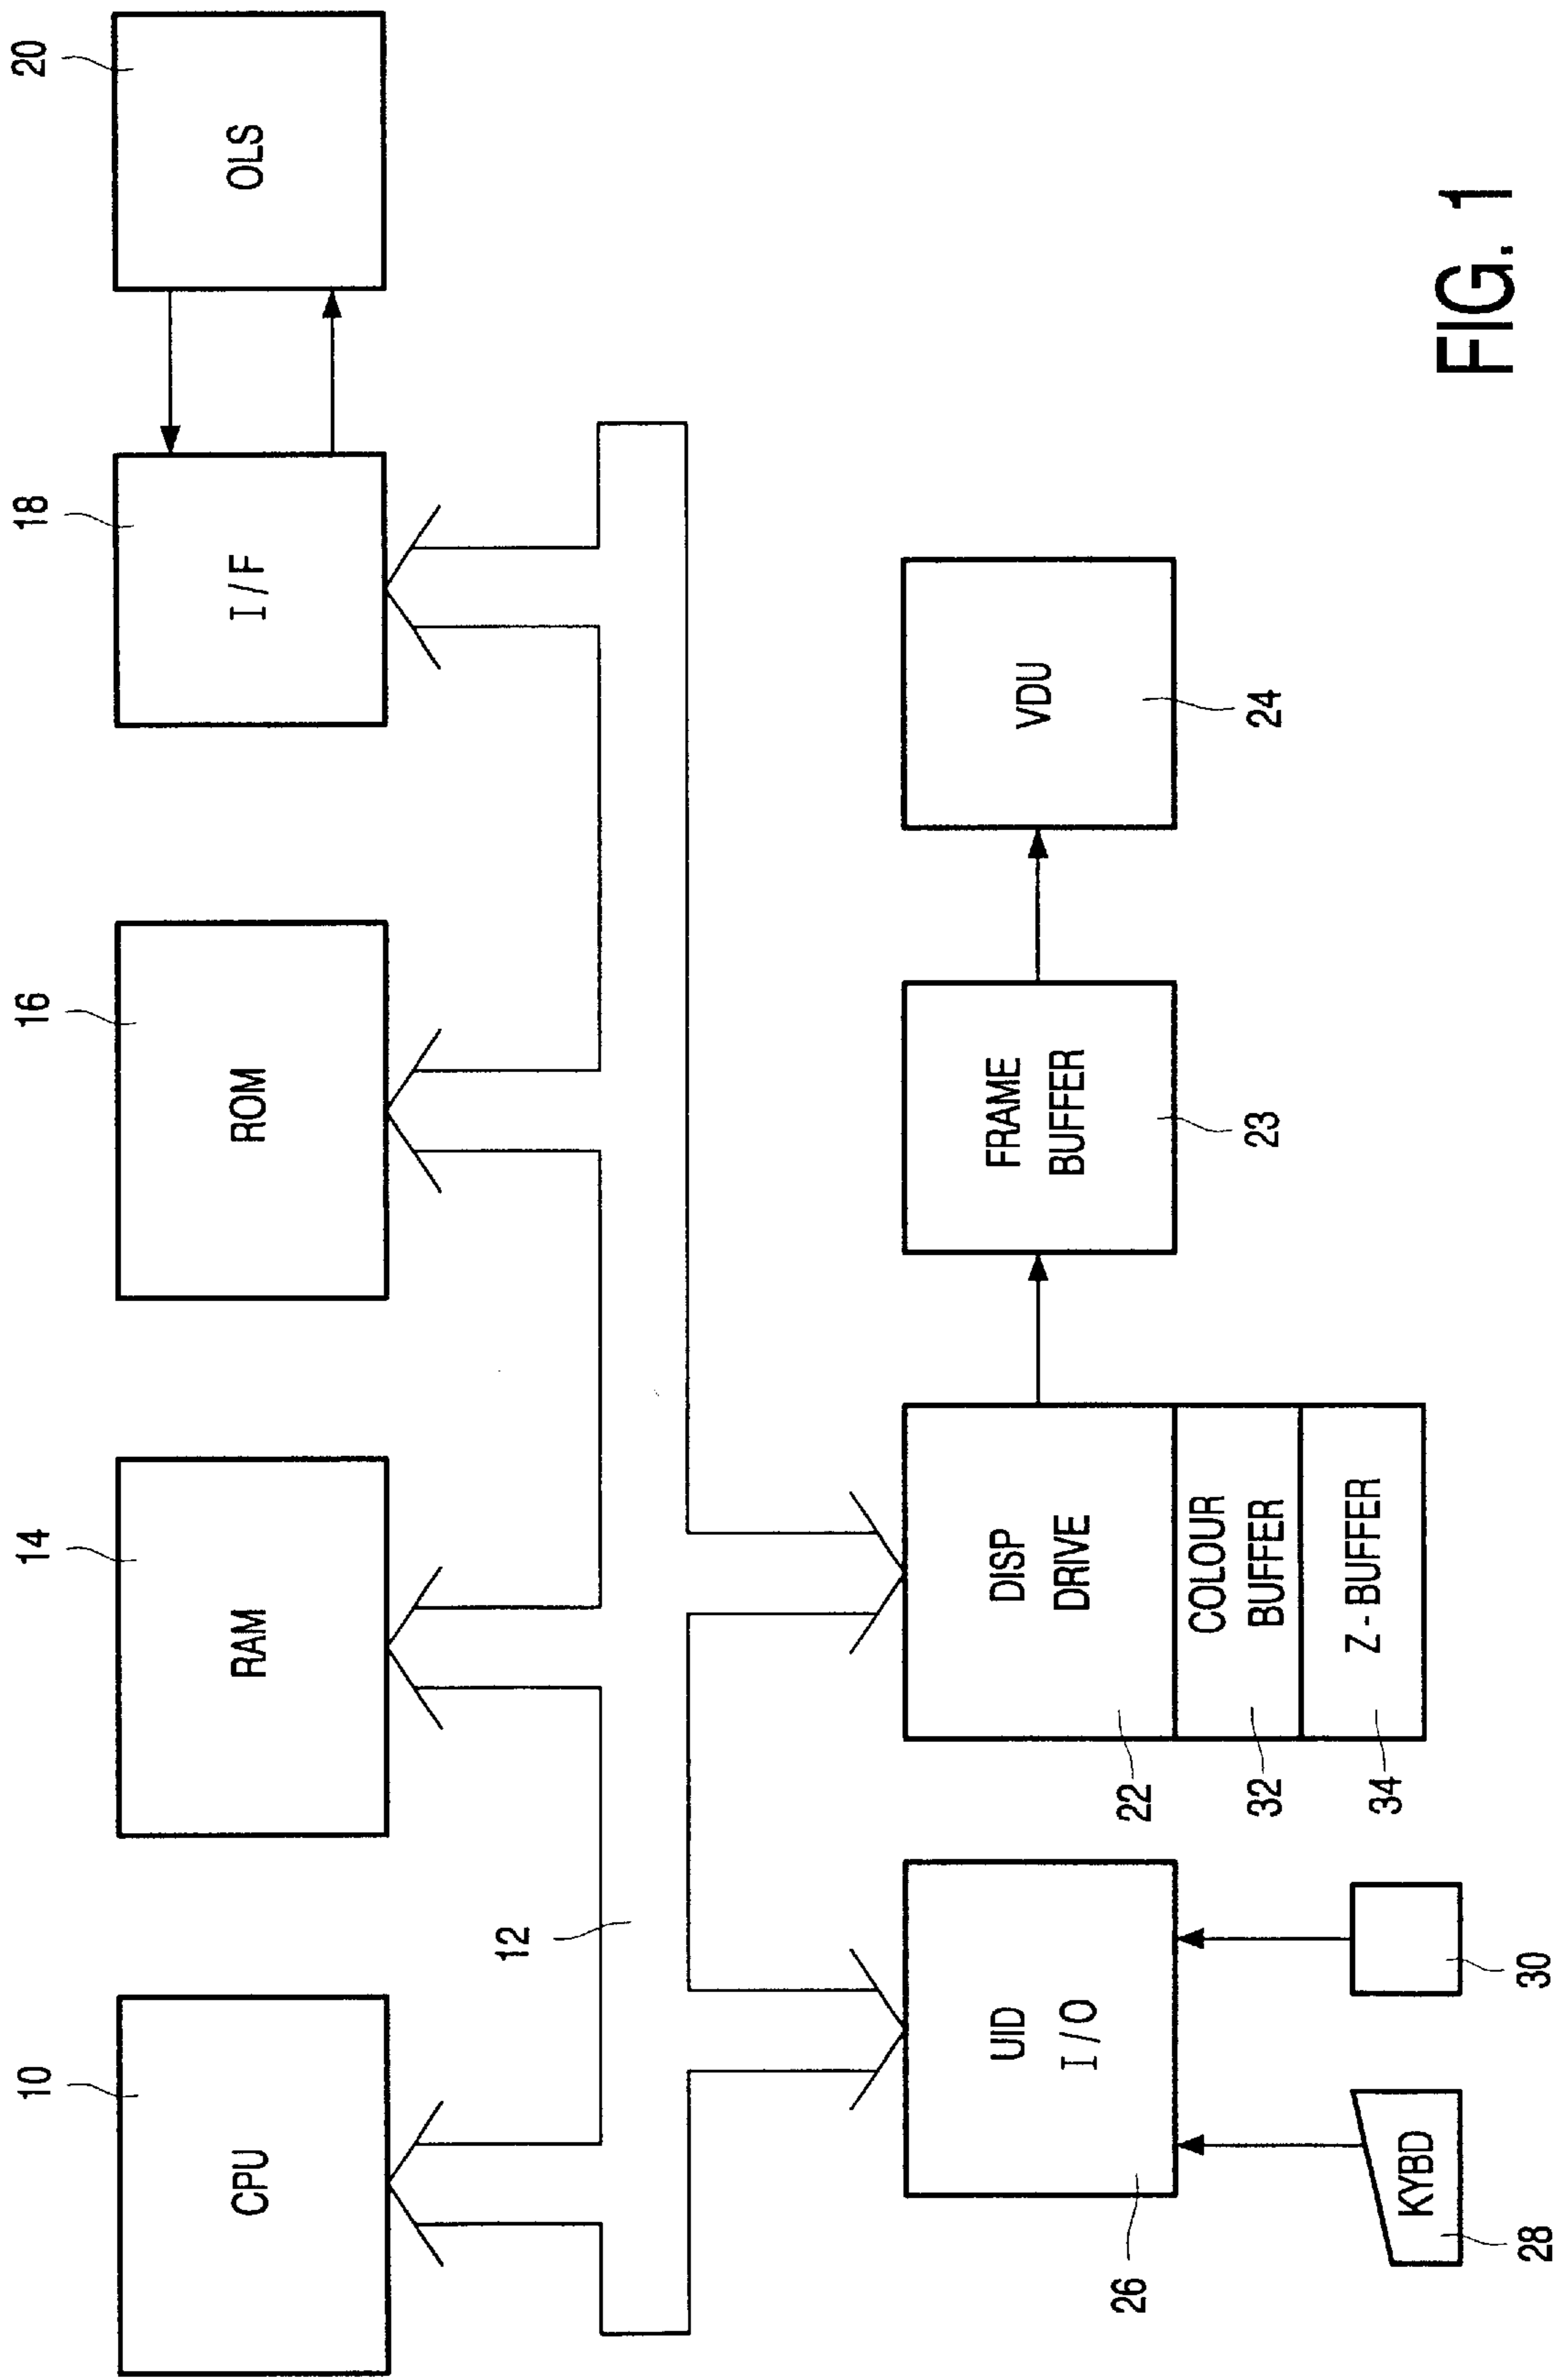 10
14
16
18
20
CPU
RAM
ROM
I/F
OLS
12
UID
I/O
DISP
DRIVE
FRAME
BUFFER
VDU
COLOUR
BUFFER
Z-BUFFER
26
22
32
34
23
24
KYBD
28
30
FIG. 1